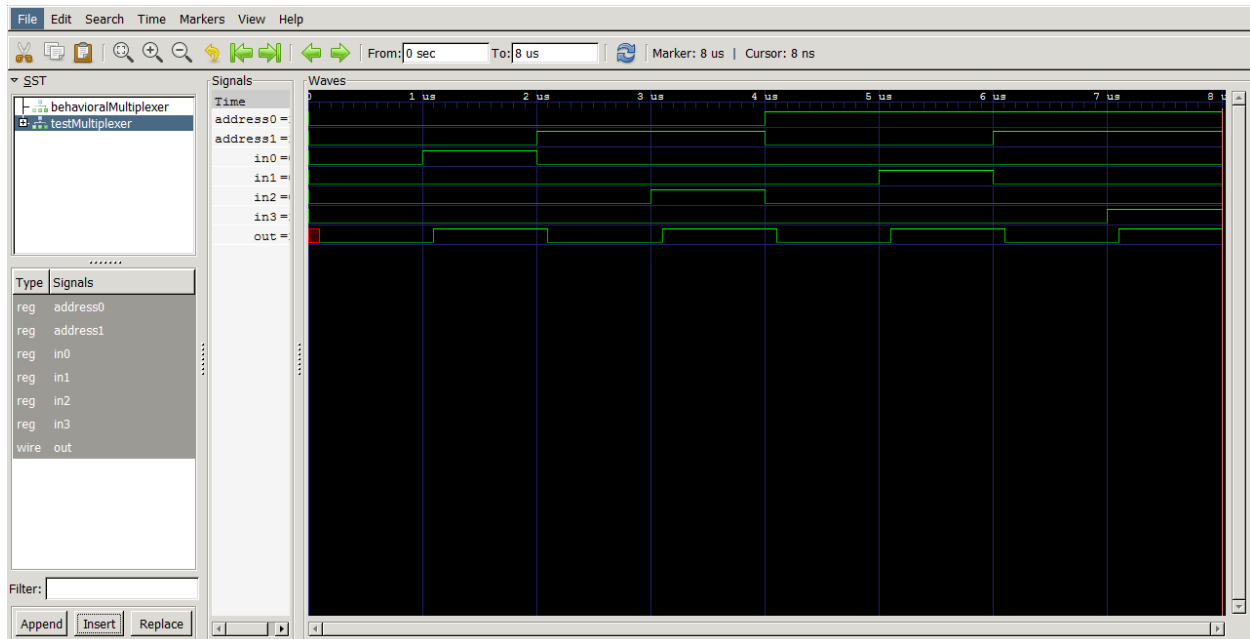 File Edit Search Time Markers View Help
From: 0 sec To: 8 us Marker: 8 us | Cursor: 8 ns
SST
behavioralMultiplexer
testMultiplexer
Type Signals
reg address0
reg address1
reg in0
reg in1
reg in2
reg in3
wire out
Filter:
Append Insert Replace
Signals
Time
address0 =
address1 =
in0 =
in1 =
in2 =
in3 =
out =
Waves
0 1 us 2 us 3 us 4 us 5 us 6 us 7 us 8